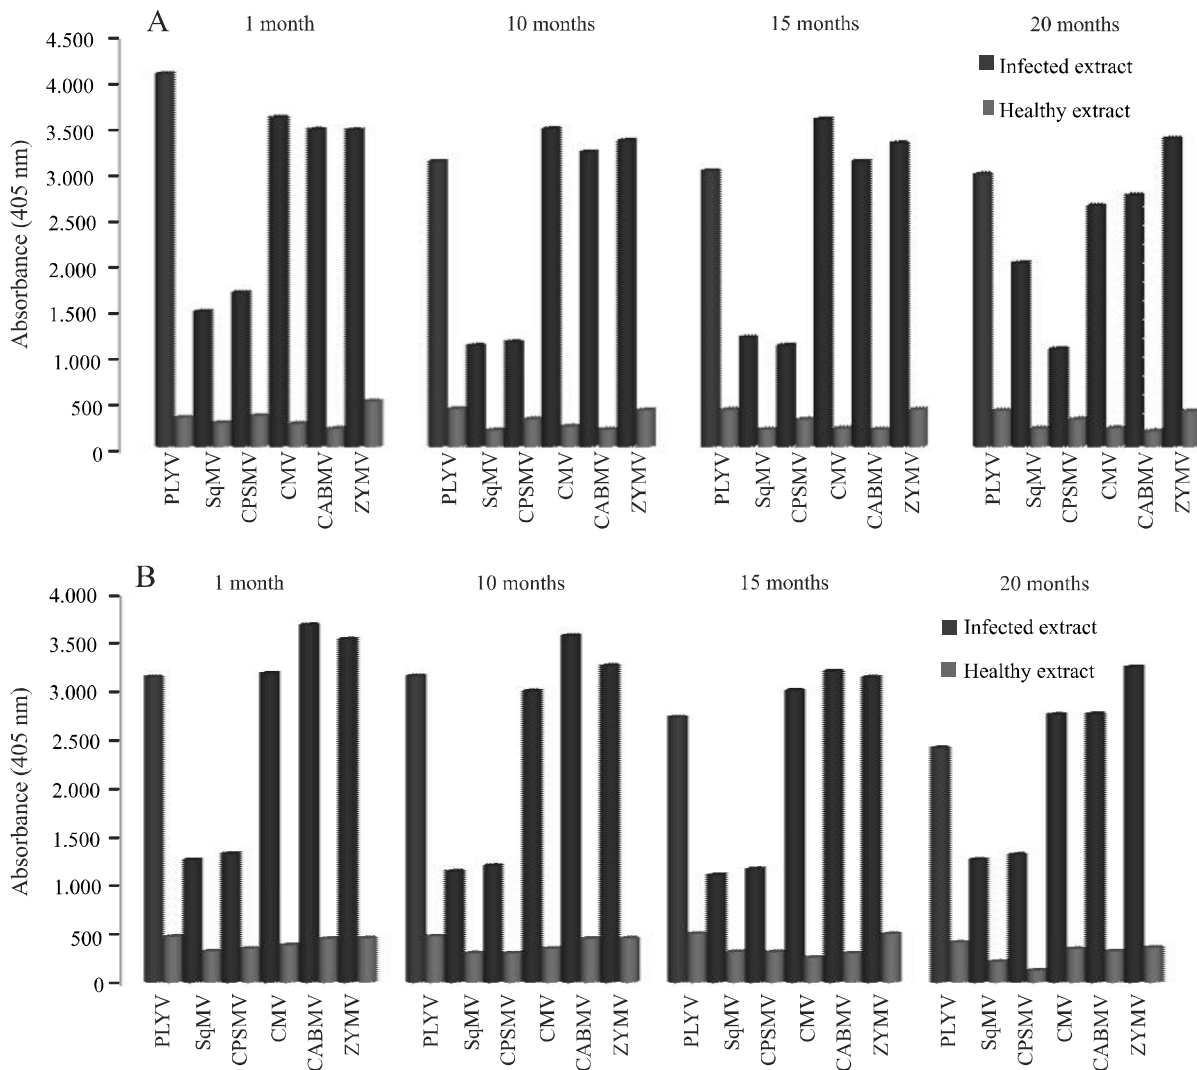 A
1 month
10 months
15 months
20 months
4.500
4.000
3.500
3.000
2.500
2.000
1.500
1.000
500
0
Absorbance (405 nm)
Infected extract
Healthy extract
PLYV
SqMV
CPSMV
CMV
CABMV
ZYMV
PLYV
SqMV
CPSMV
CMV
CABMV
ZYMV
PLYV
SqMV
CPSMV
CMV
CABMV
ZYMV
PLYV
SqMV
CPSMV
CMV
CABMV
ZYMV
B
1 month
10 months
15 months
20 months
4.000
3.500
3.000
2.500
2.000
1.500
1.000
500
0
Absorbance (405 nm)
Infected extract
Healthy extract
PLYV
SqMV
CPSMV
CMV
CABMV
ZYMV
PLYV
SqMV
CPSMV
CMV
CABMV
ZYMV
PLYV
SqMV
CPSMV
CMV
CABMV
ZYMV
PLYV
SqMV
CPSMV
CMV
CABMV
ZYMV